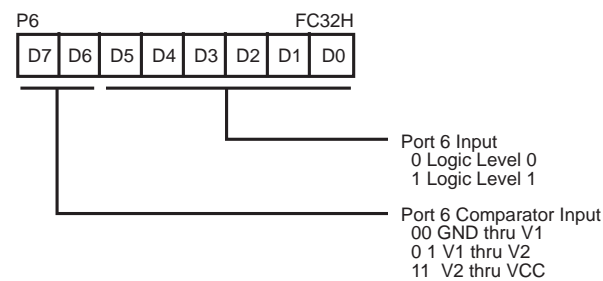 P6 FC32H
D7 D6 D5 D4 D3 D2 D1 D0
Port 6 Input
0 Logic Level 0
1 Logic Level 1
Port 6 Comparator Input
00 GND thru V1
0 1 V1 thru V2
11 V2 thru VCC